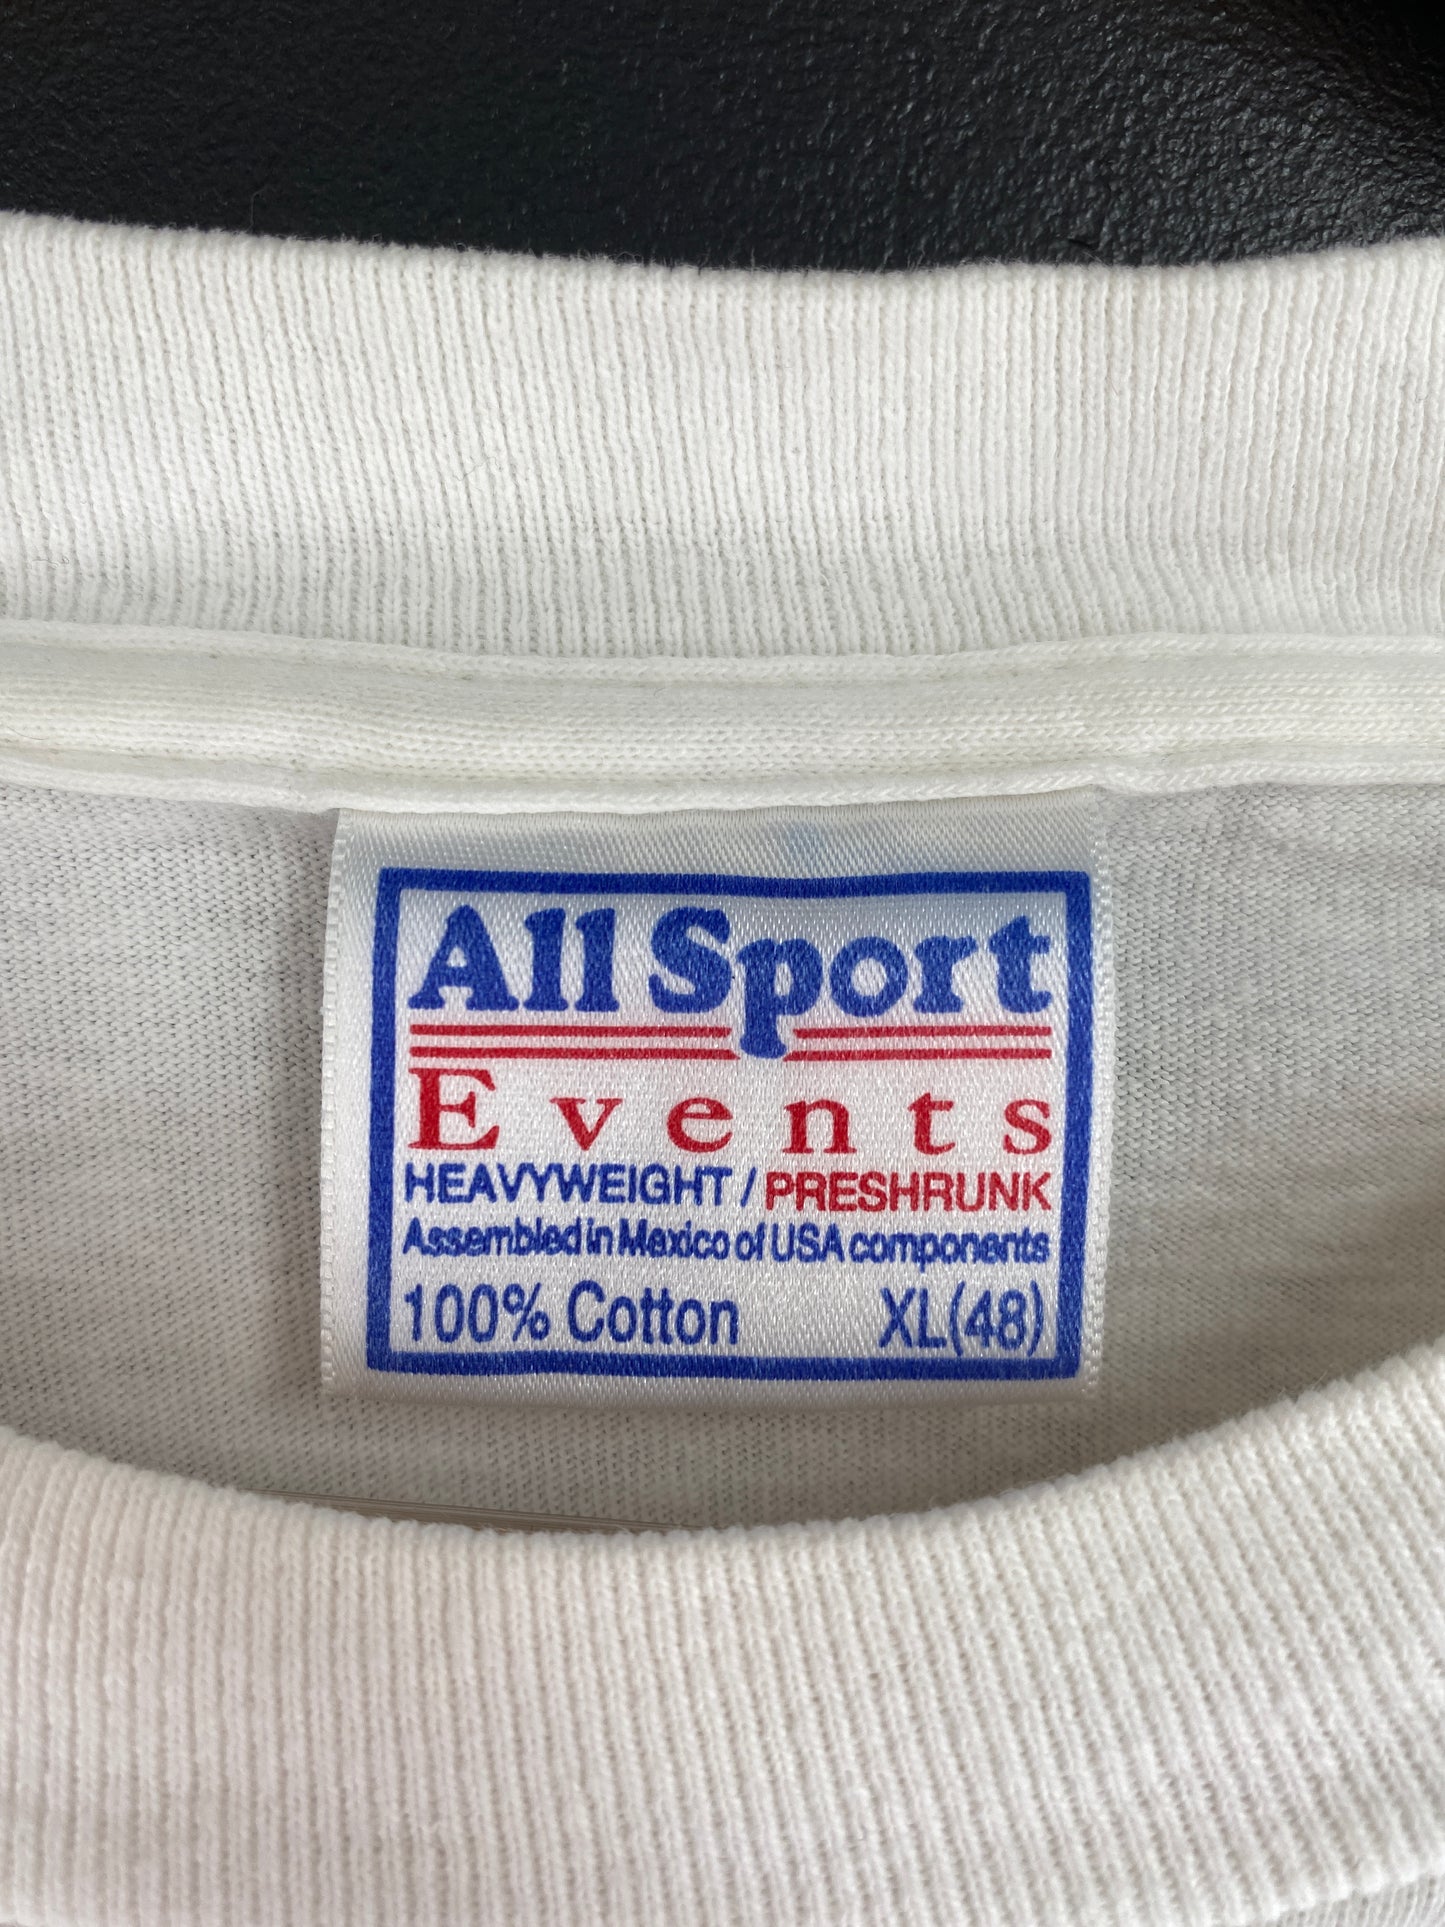 All Sport
Events
HEAVYWEIGHT / PRESHRUNK
Assembled in Mexico of USA components
100% Cotton XL(48)